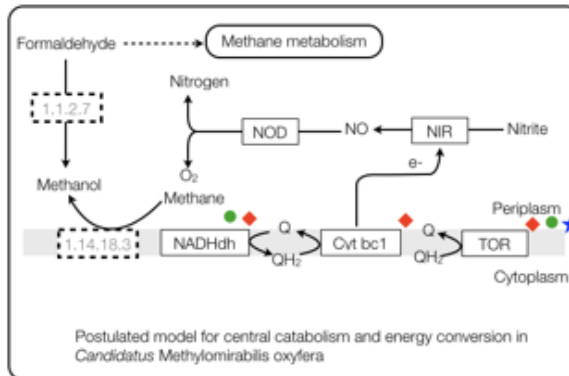 Formaldehyde
Methane metabolism
Nitrogen
1.1.2.7
NOD
NO
NIR
Nitrite
e-
O2
Methanol
Methane
Periplasm
1.14.18.3
NADHdh
Q
QH2
Cyt bc1
Q
QH2
TOR
Cytoplasm
Postulated model for central catabolism and energy conversion in
Candidatus Methylomirabilis oxyfera